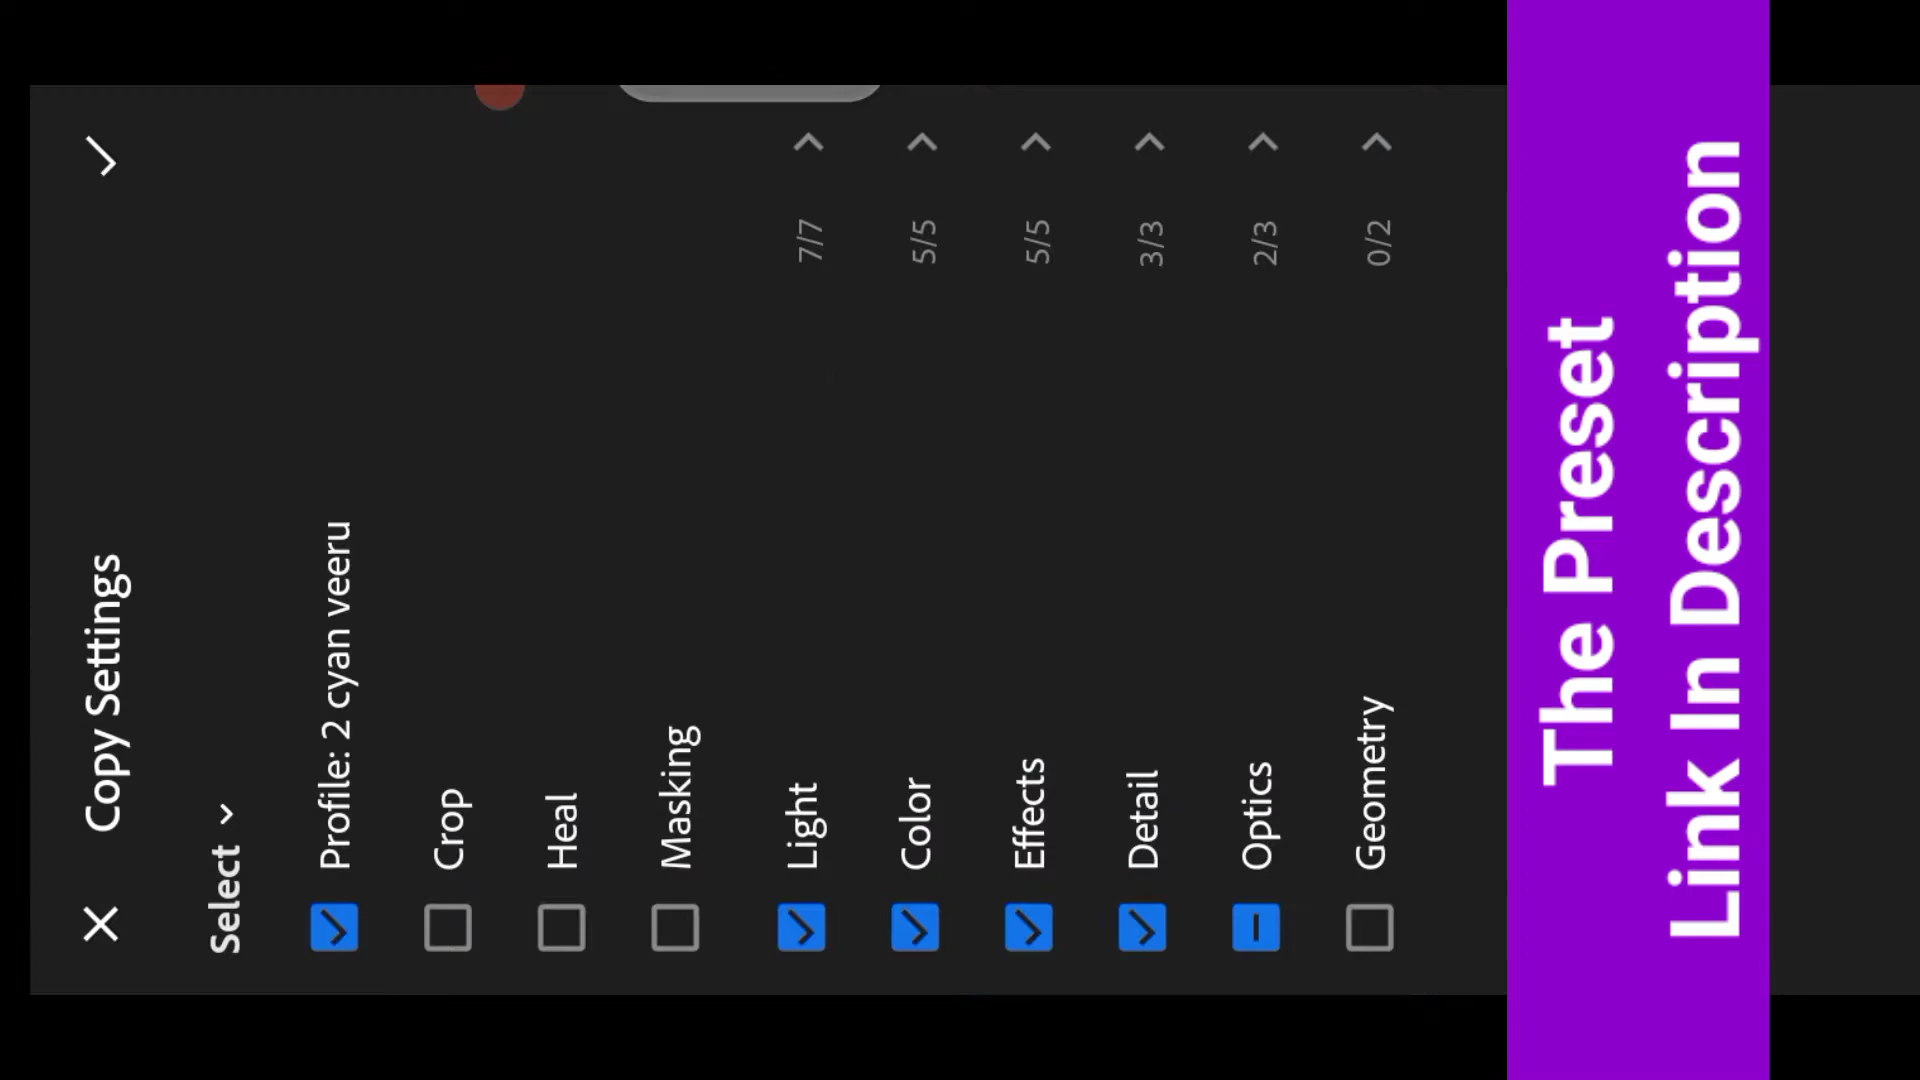 Copy Settings
Select
Profile: 2 cyan veeru
Crop
Heal
Masking
Light 7/7
Color 5/5
Effects 5/5
Detail 3/3
Optics 2/3
Geometry 0/2
The Preset
Link In Description